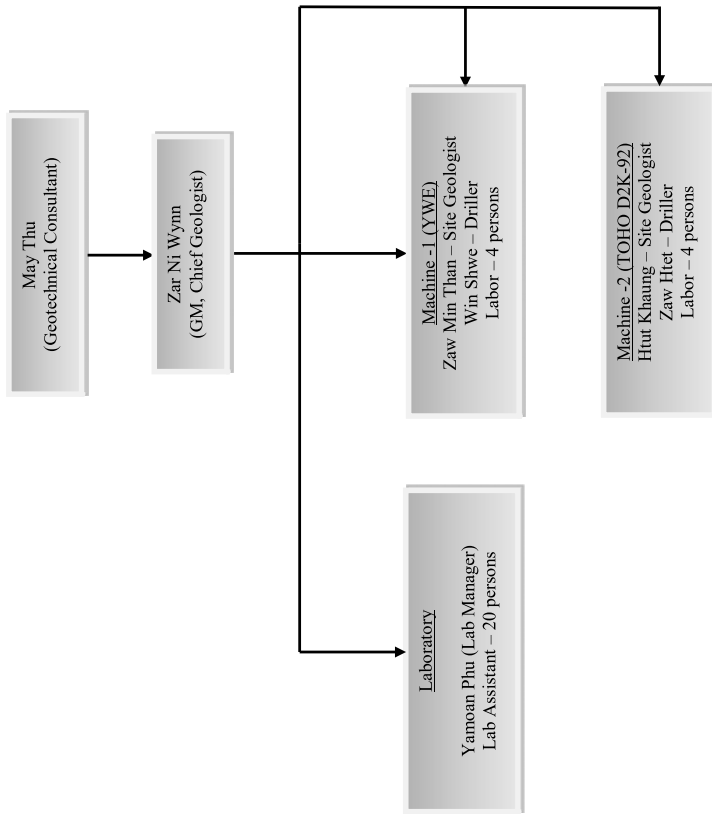 May Thu
(Geotechnical Consultant)
Zar Ni Wynn
(GM, Chief Geologist)
Laboratory
Yamoan Phu (Lab Manager)
Lab Assistant – 20 persons
Machine -1 (YWE)
Zaw Min Than – Site Geologist
Win Shwe – Driller
Labor – 4 persons
Machine -2 (TOHO D2K-92)
Htut Khaung – Site Geologist
Zaw Htet – Driller
Labor – 4 persons